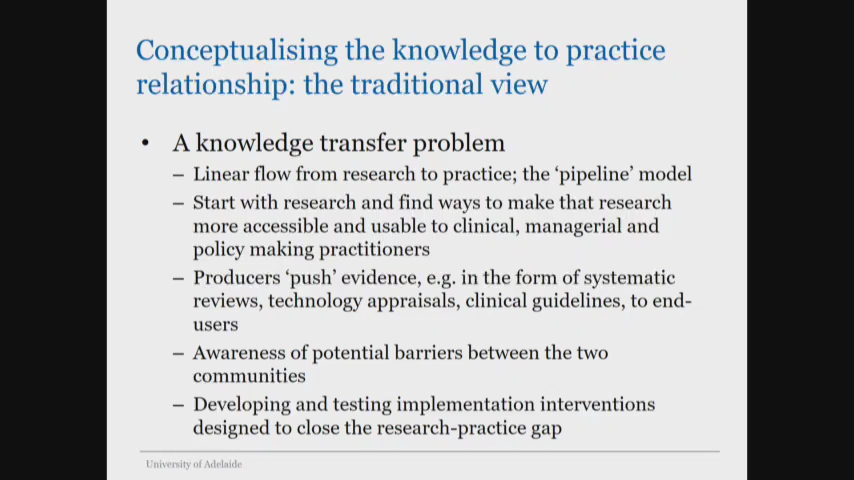 Conceptualising the knowledge to practice
relationship: the traditional view
• A knowledge transfer problem
– Linear flow from research to practice; the ‘pipeline’ model
– Start with research and find ways to make that research
more accessible and usable to clinical, managerial and
policy making practitioners
– Producers ‘push’ evidence, e.g. in the form of systematic
reviews, technology appraisals, clinical guidelines, to end-
users
– Awareness of potential barriers between the two
communities
– Developing and testing implementation interventions
designed to close the research-practice gap
University of Adelaide